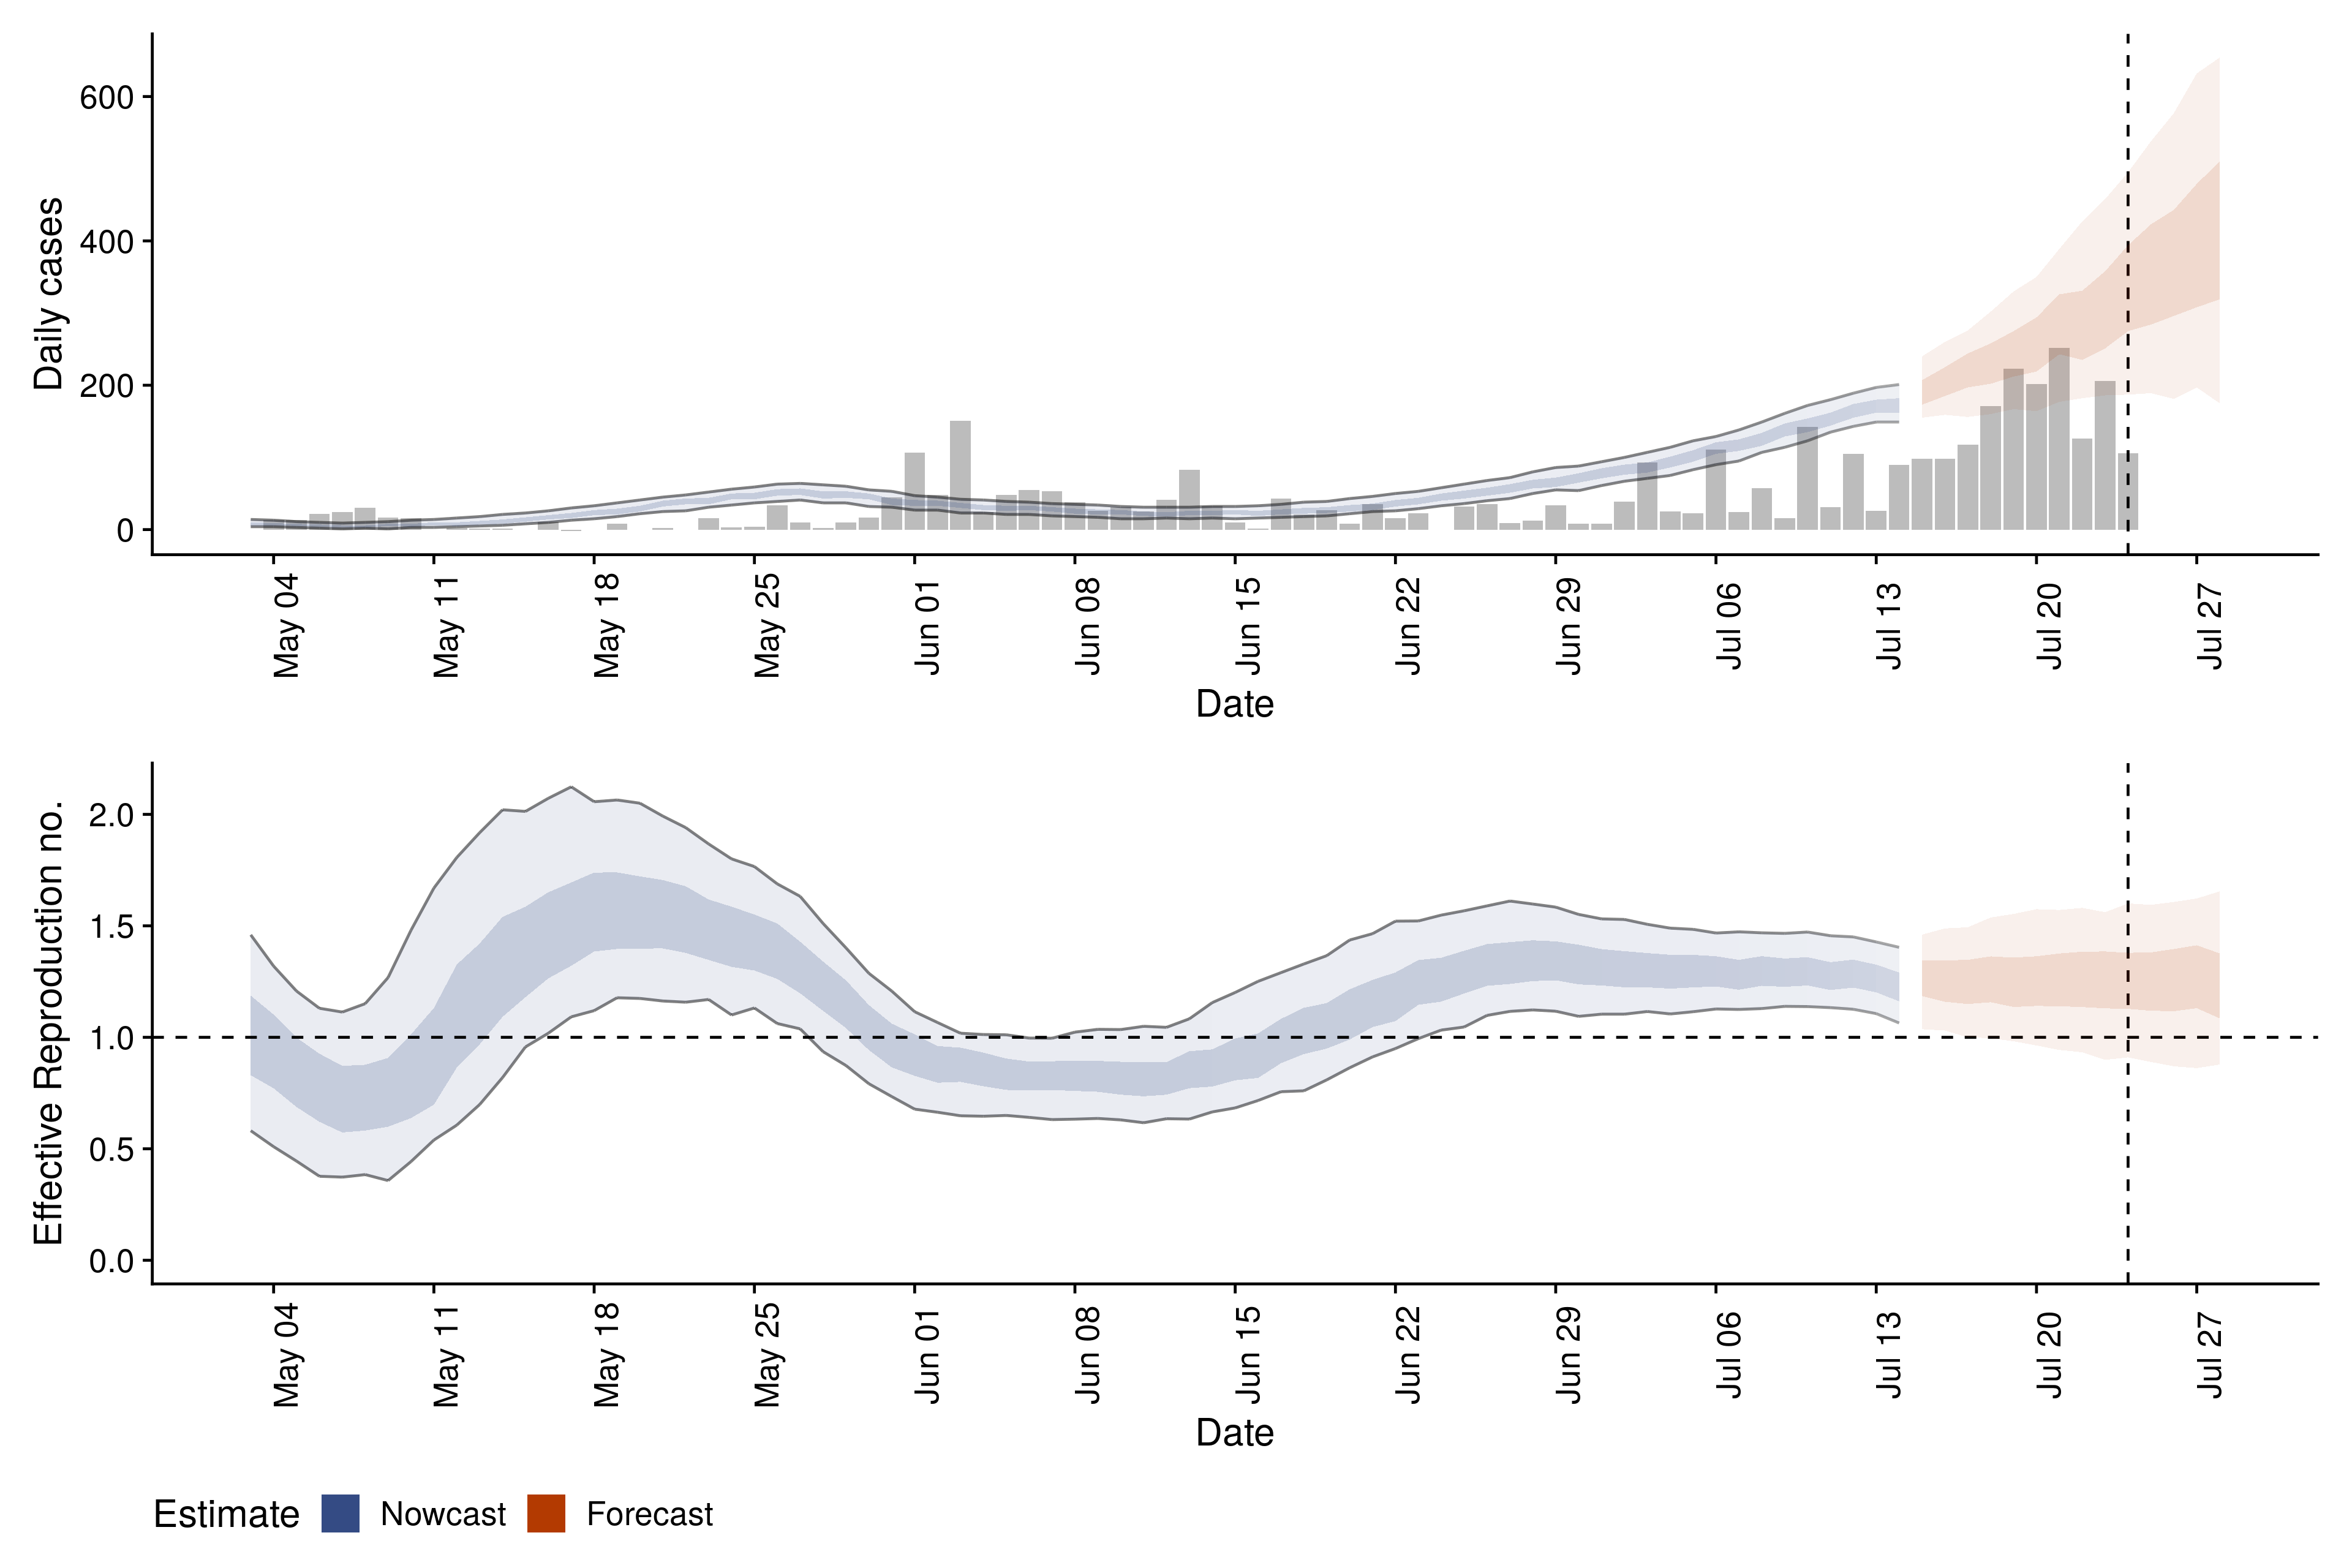 Daily cases
600
400
200
0
May 04 May 11 May 18 May 25 Jun 01 Jun 08 Jun 15 Jun 22 Jun 29 Jul 06 Jul 13 Jul 20 Jul 27
Date
Effective Reproduction no.
2.0
1.5
1.0
0.5
0.0
May 04 May 11 May 18 May 25 Jun 01 Jun 08 Jun 15 Jun 22 Jun 29 Jul 06 Jul 13 Jul 20 Jul 27
Date
Estimate Nowcast Forecast